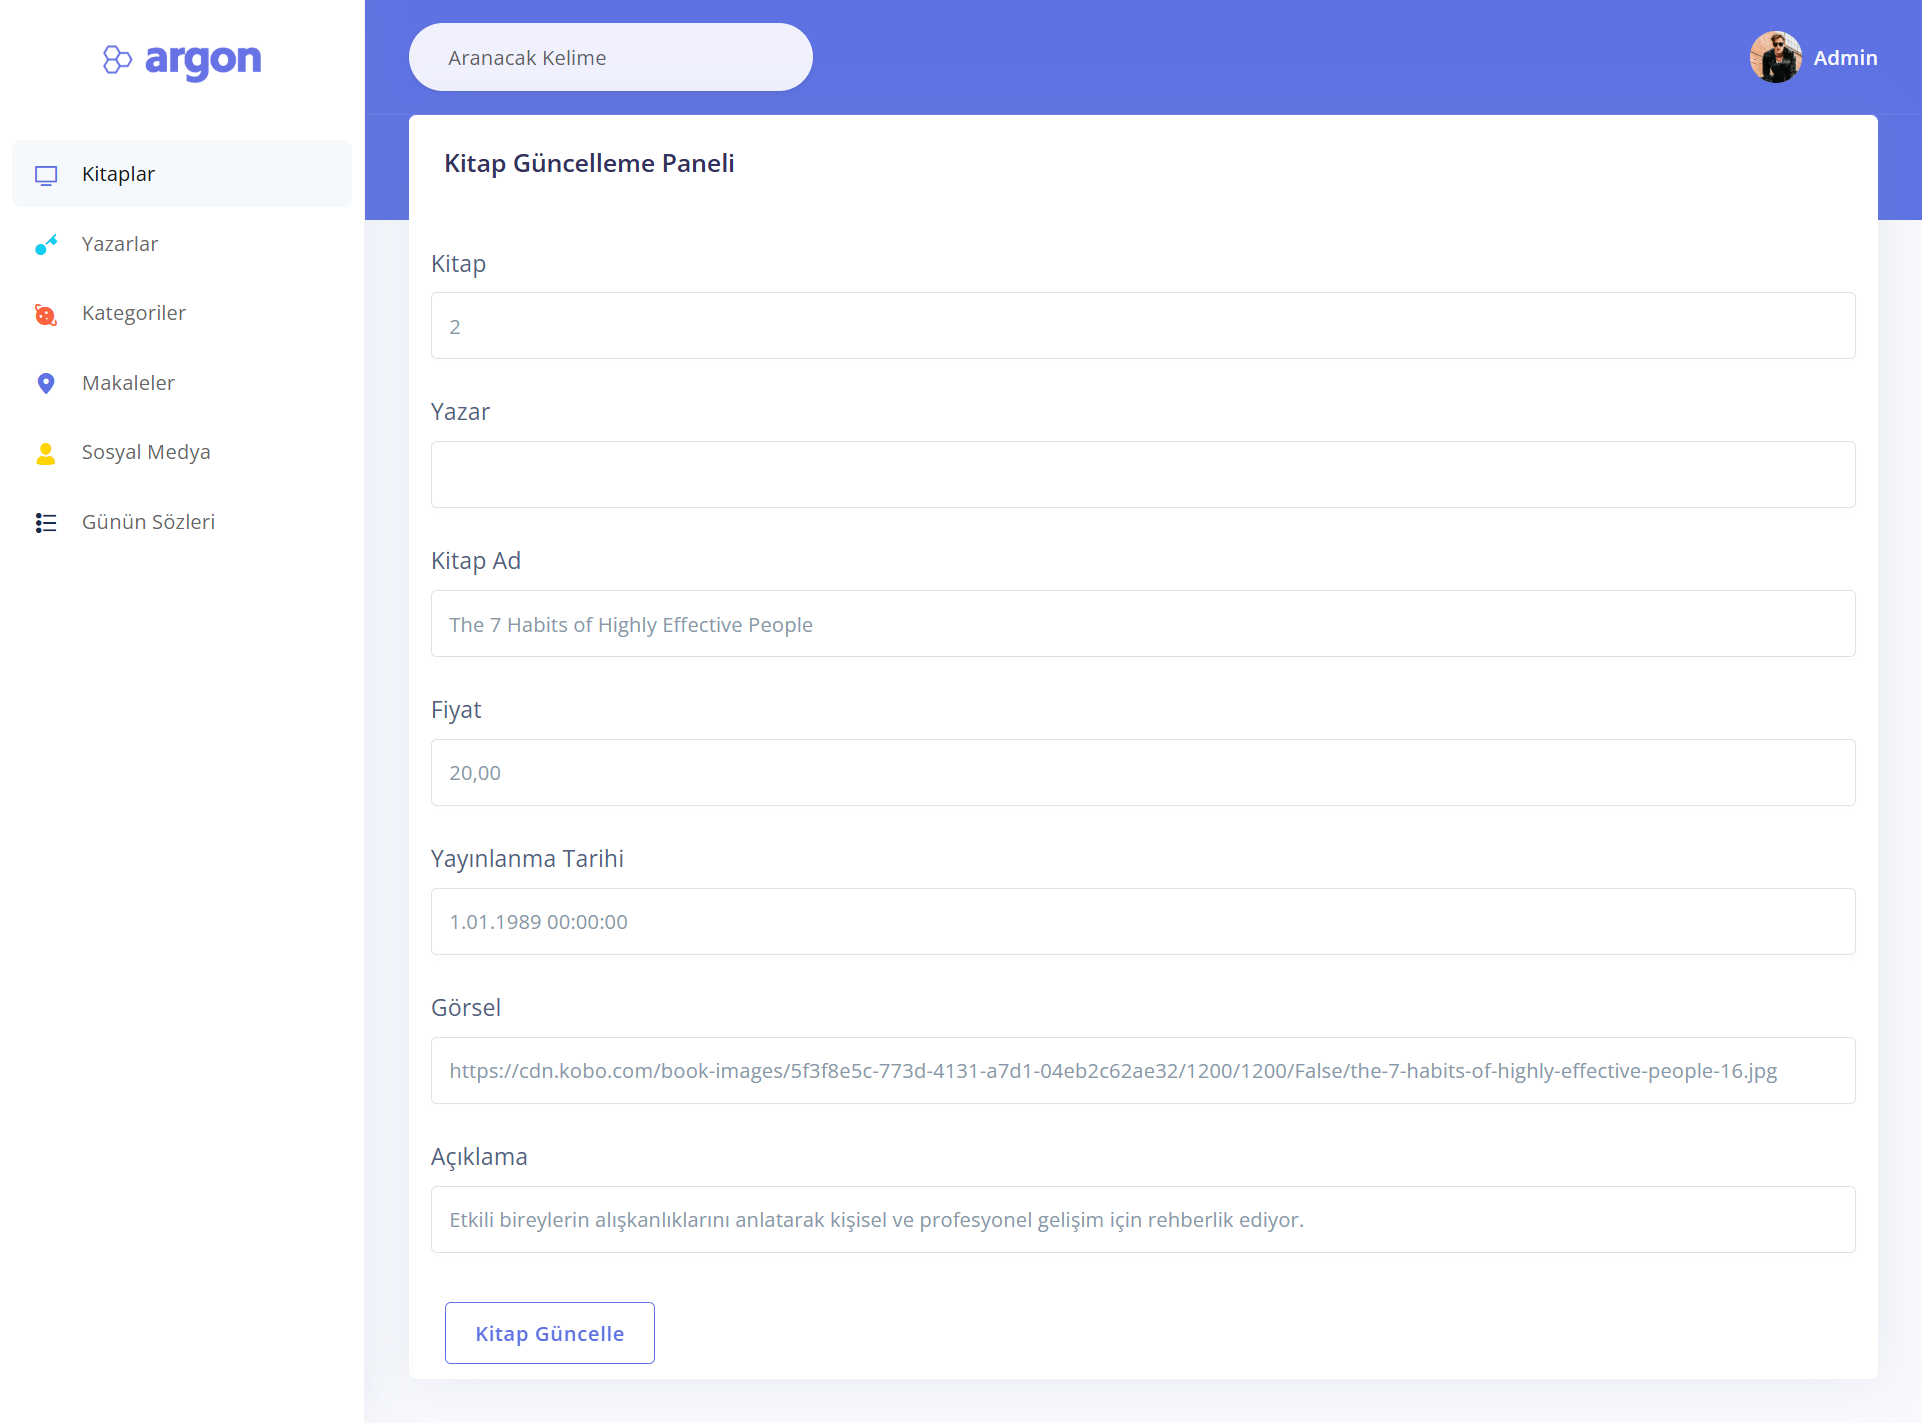 argon
Aranacak Kelime
Admin
Kitaplar
Yazarlar
Kategoriler
Makaleler
Sosyal Medya
Günün Sözleri
Kitap Güncelleme Paneli
Kitap
2
Yazar
Kitap Ad
The 7 Habits of Highly Effective People
Fiyat
20,00
Yayınlanma Tarihi
1.01.1989 00:00:00
Görsel
https://cdn.kobo.com/book-images/5f3f8e5c-773d-4131-a7d1-04eb2c62ae32/1200/1200/False/the-7-habits-of-highly-effective-people-16.jpg
Açıklama
Etkili bireylerin alışkanlıklarını anlatarak kişisel ve profesyonel gelişim için rehberlik ediyor.
Kitap Güncelle